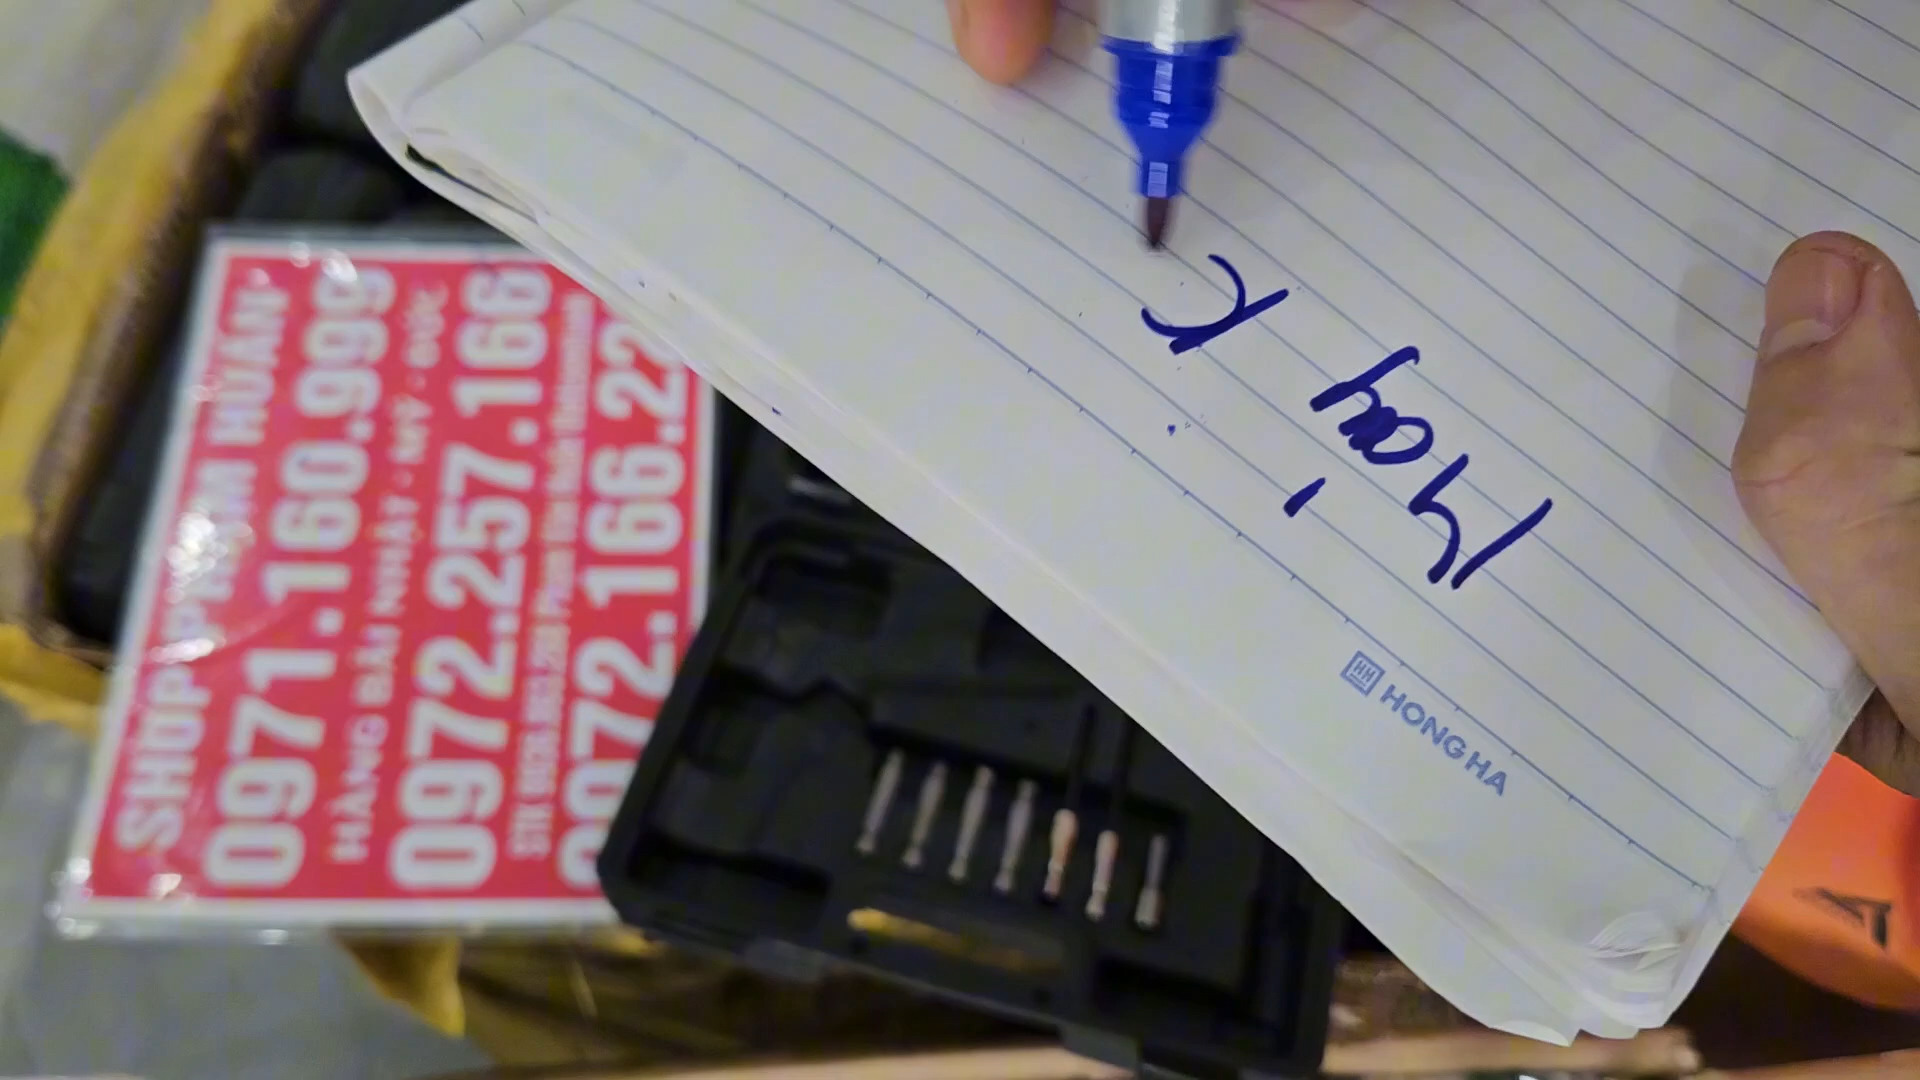 SHOP PHẠM HUÂN
0971.160.999
HÀNG BÃI NHẬT - MỸ - ĐỨC
0972.257.166
0972.166.22
Máy K
HONG HA